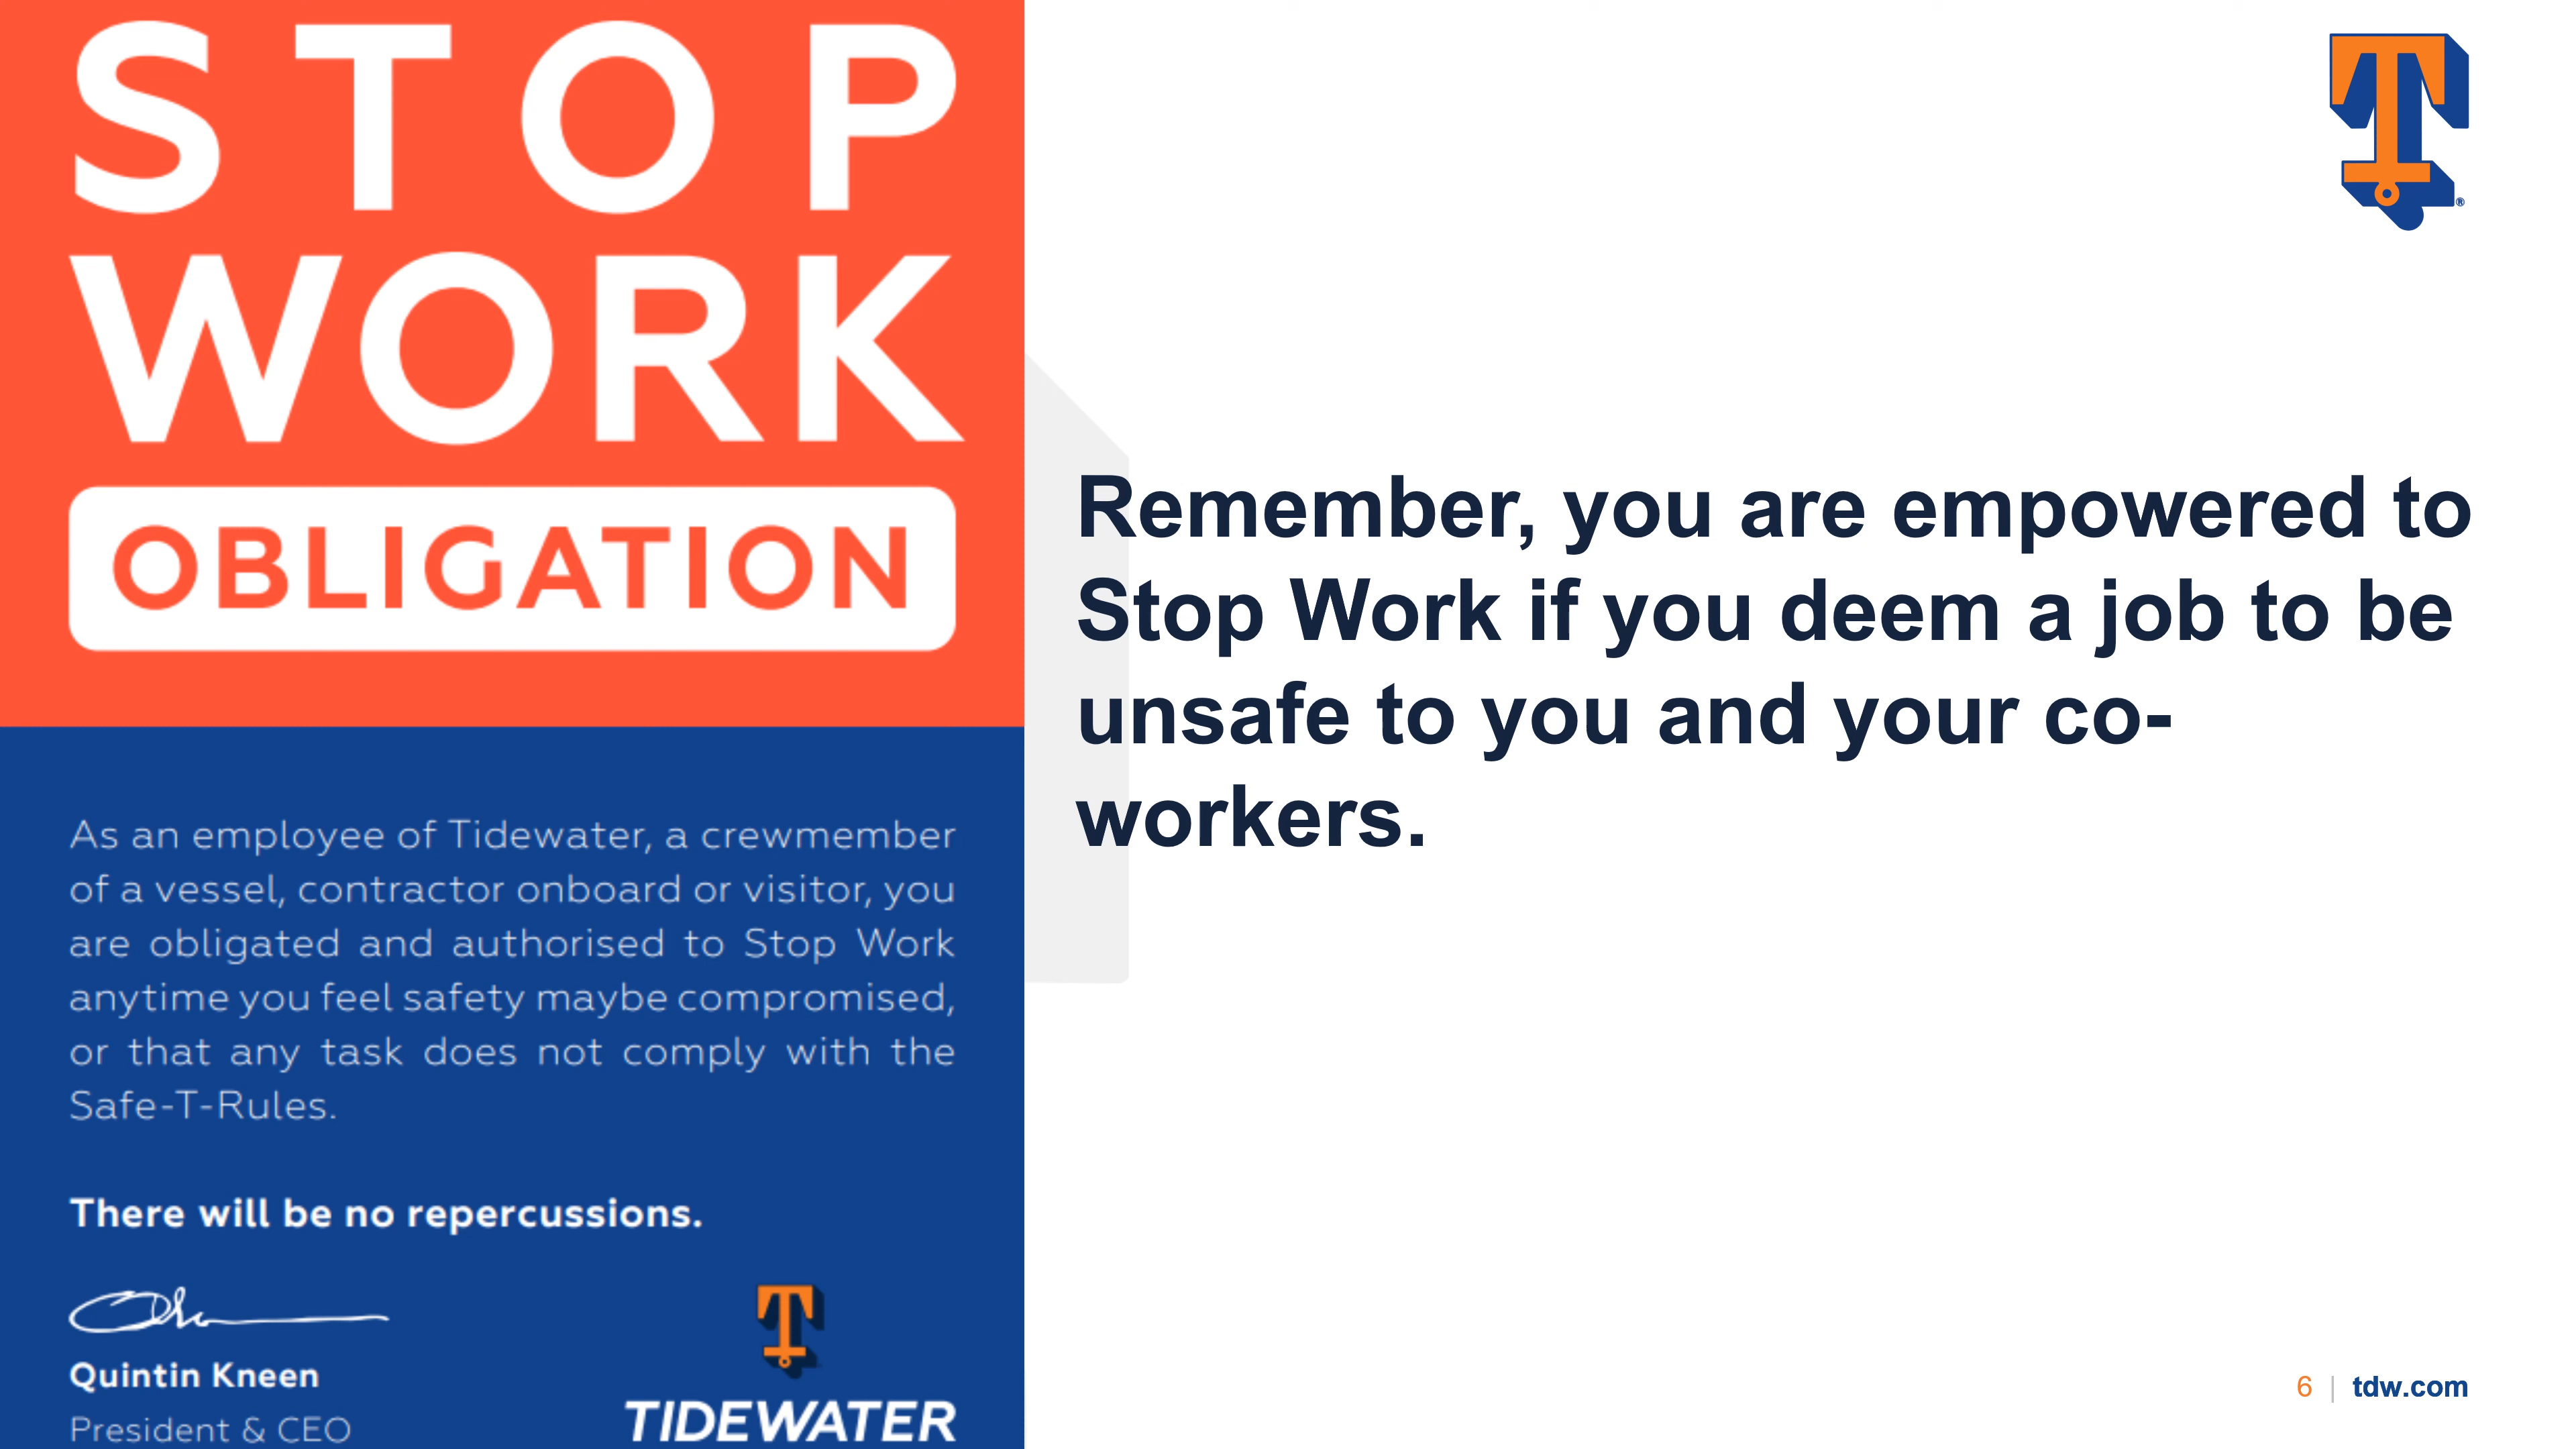 STOP
WORK
OBLIGATION
As an employee of Tidewater, a crewmember
of a vessel, contractor onboard or visitor, you
are obligated and authorised to Stop Work
anytime you feel safety maybe compromised,
or that any task does not comply with the
Safe-T-Rules.
There will be no repercussions.
Quintin Kneen
President & CEO
TIDEWATER
Remember, you are empowered to
Stop Work if you deem a job to be
unsafe to you and your co-
workers.
6 | tdw.com